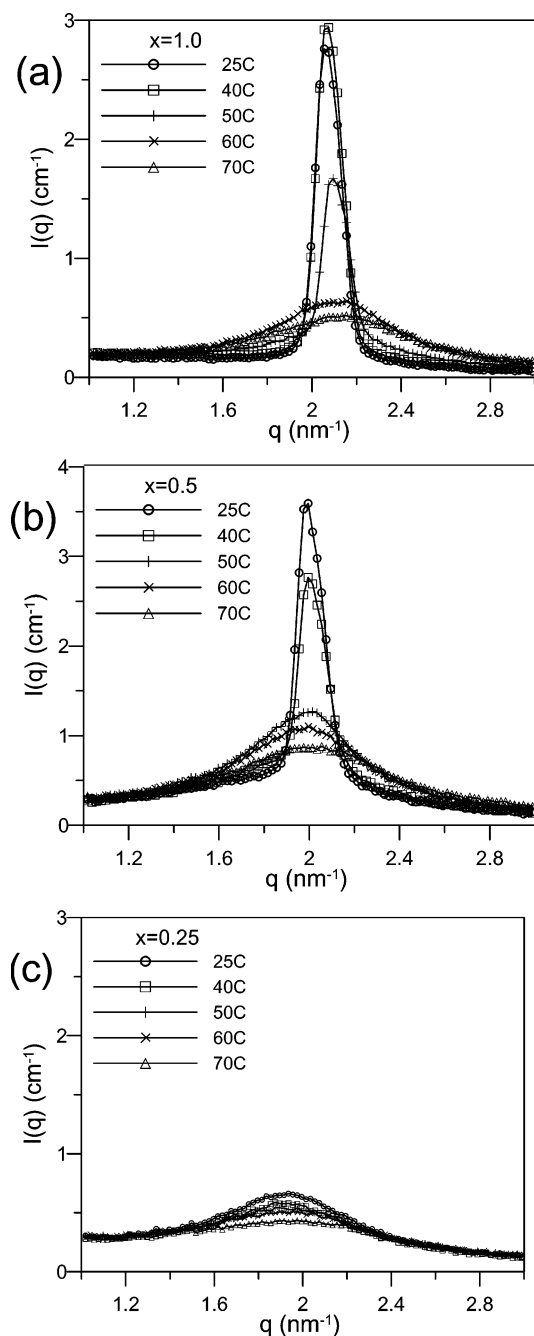 (a)
x=1.0
25C
40C
50C
60C
70C
3
2
1
0
I(q) (cm⁻¹)
1.2 1.6 2 2.4 2.8
q (nm⁻¹)
(b)
x=0.5
25C
40C
50C
60C
70C
4
3
2
1
0
I(q) (cm⁻¹)
1.2 1.6 2 2.4 2.8
q (nm⁻¹)
(c)
x=0.25
25C
40C
50C
60C
70C
3
2
1
0
I(q) (cm⁻¹)
1.2 1.6 2 2.4 2.8
q (nm⁻¹)